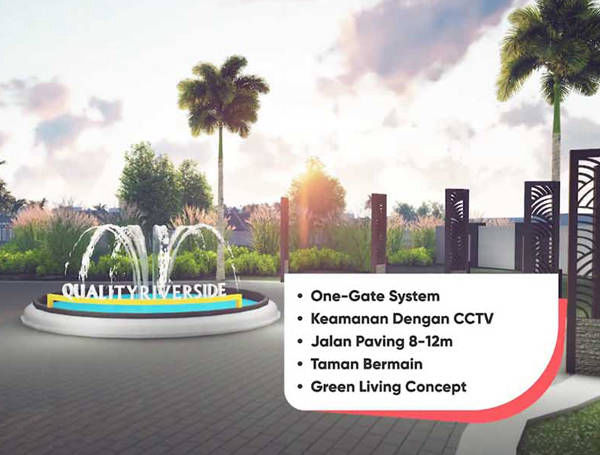 QUALITYRIVERSIDE
• One-Gate System
• Keamanan Dengan CCTV
• Jalan Paving 8-12m
• Taman Bermain
• Green Living Concept